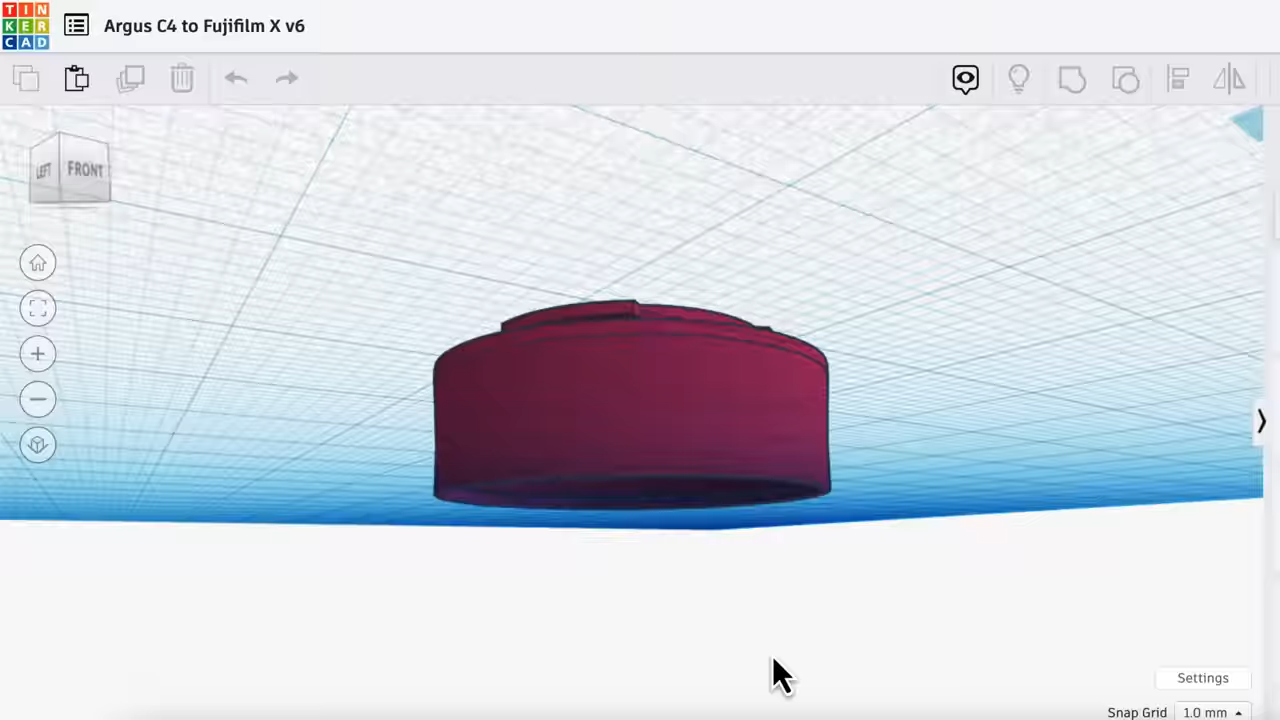 TIN
KER
CAD
Argus C4 to Fujifilm X v6
LEFT
FRONT
Settings
Snap Grid
1.0 mm